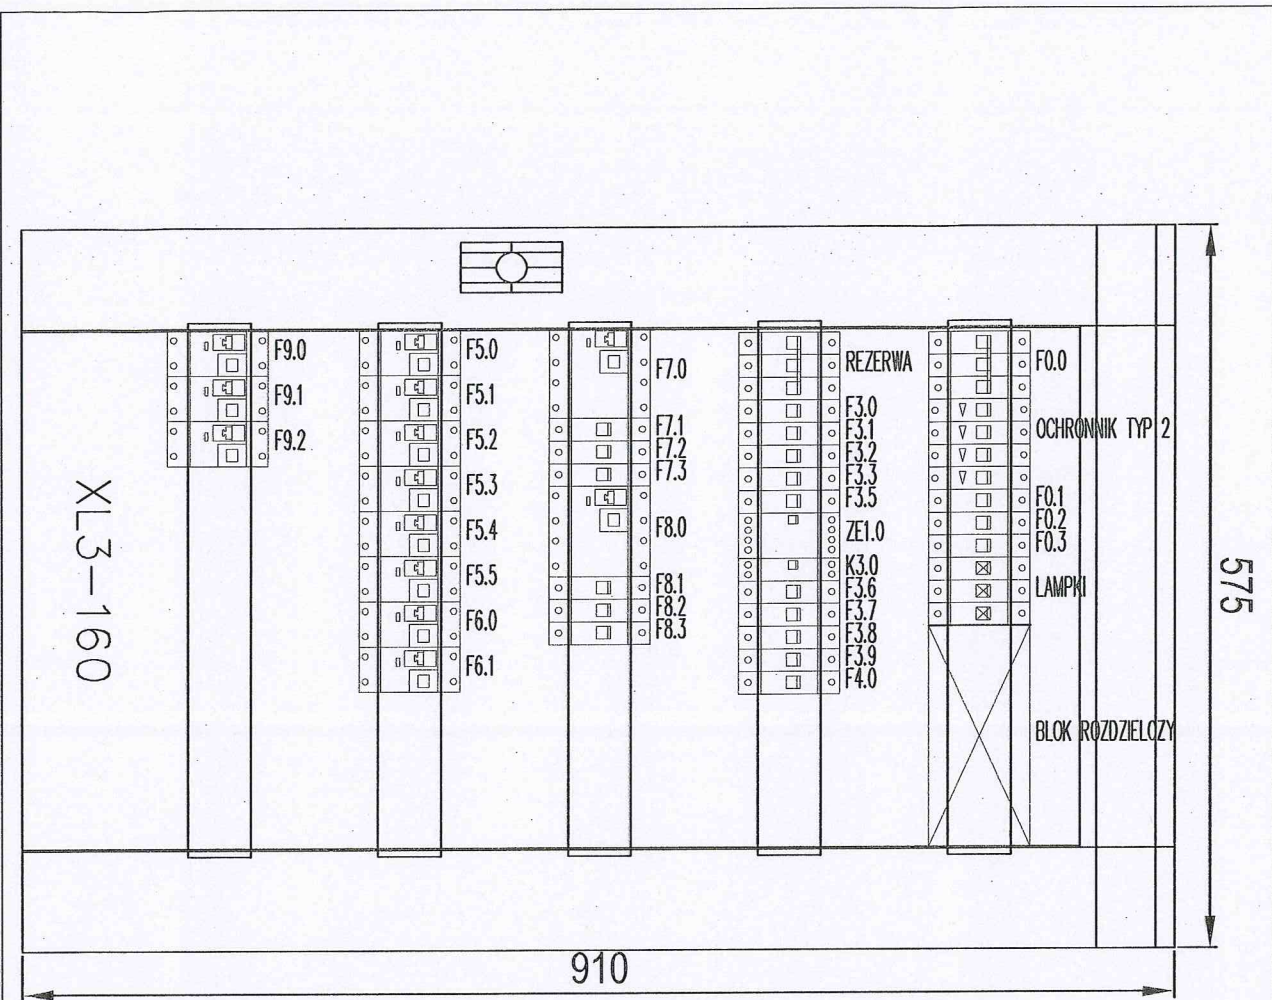 XL3-160
F9.0
F9.1
F9.2
F5.0
F5.1
F5.2
F5.3
F5.4
F5.5
F6.0
F6.1
F7.0
F7.1
F7.2
F7.3
F8.0
F8.1
F8.2
F8.3
REZERWA
F3.0
F3.1
F3.2
F3.3
F3.5
ZE1.0
K3.0
F3.6
F3.7
F3.8
F3.9
F4.0
F0.0
OCHRONNIK TYP 2
F0.1
F0.2
F0.3
LAMPKI
BLOK ROZDZIELCZY
575
910